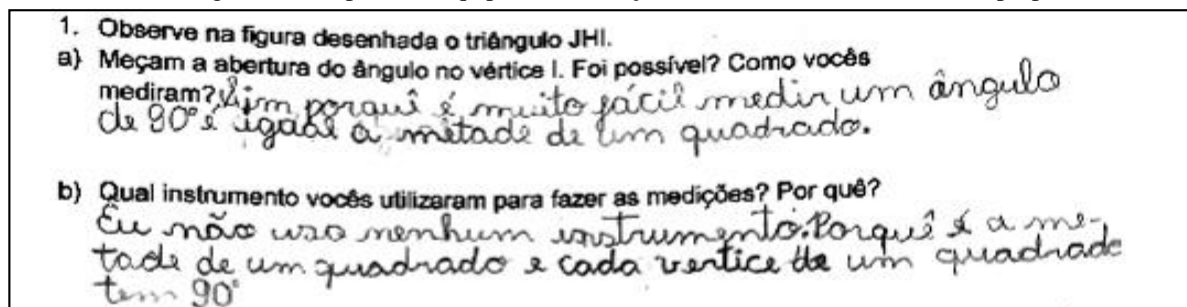 1. Observe na figura desenhada o triângulo JHI.
a) Meçam a abertura do ângulo no vértice I. Foi possível? Como vocês
mediram? Sim porquê é muito fácil medir um ângulo
de 90° é igual a metade de um quadrado.
b) Qual instrumento vocês utilizaram para fazer as medições? Por quê?
Eu não uso nenhum instrumento. Porquê é a me-
tade de um quadrado e cada vertice de um quadrado
tem 90°